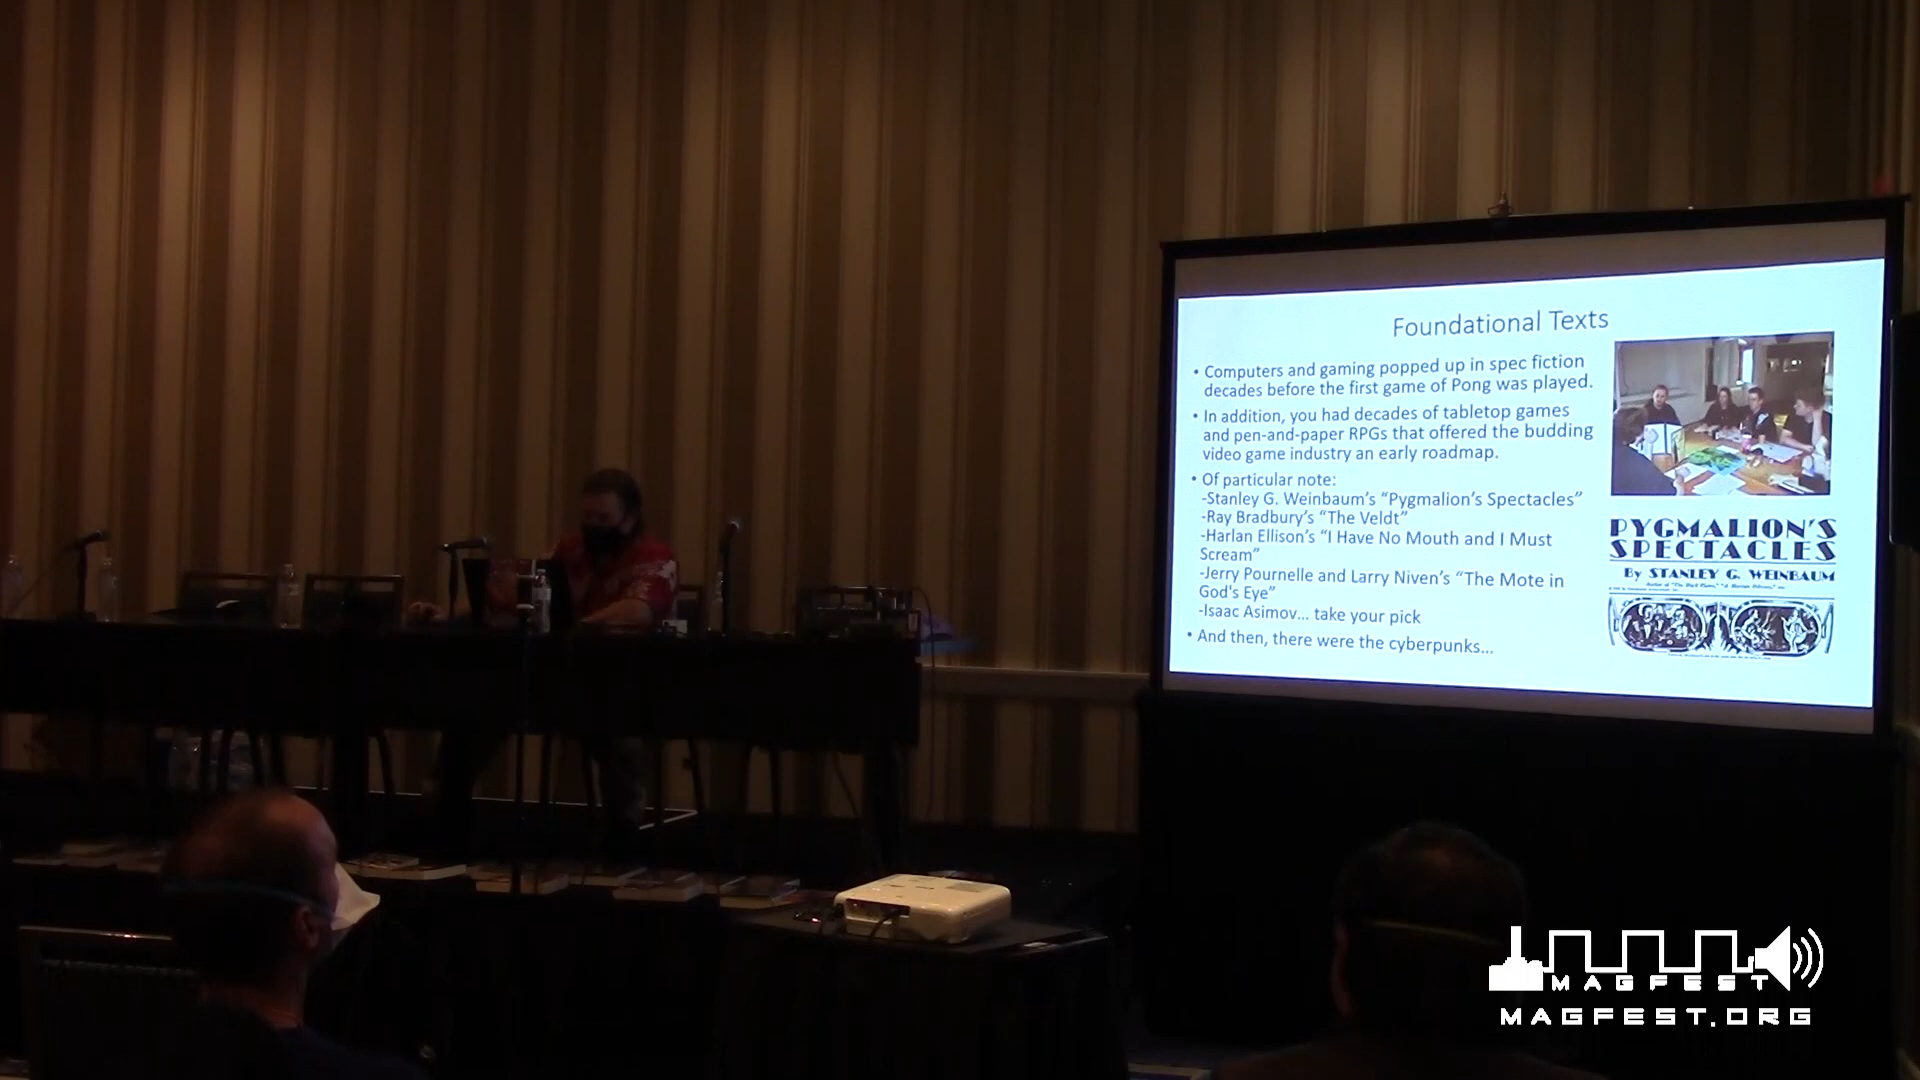 Foundational Texts
• Computers and gaming popped up in spec fiction
decades before the first game of Pong was played.
• In addition, you had decades of tabletop games
and pen-and-paper RPGs that offered the budding
video game industry an early roadmap.
• Of particular note:
-Stanley G. Weinbaum's “Pygmalion's Spectacles”
-Ray Bradbury's “The Veldt”
-Harlan Ellison's “I Have No Mouth and I Must
Scream”
-Jerry Pournelle and Larry Niven's “The Mote in
God's Eye”
-Isaac Asimov... take your pick
• And then, there were the cyberpunks...
PYGMALION'S
SPECTACLES
By STANLEY G. WEINBAUM
MAGFEST
MAGFEST.ORG